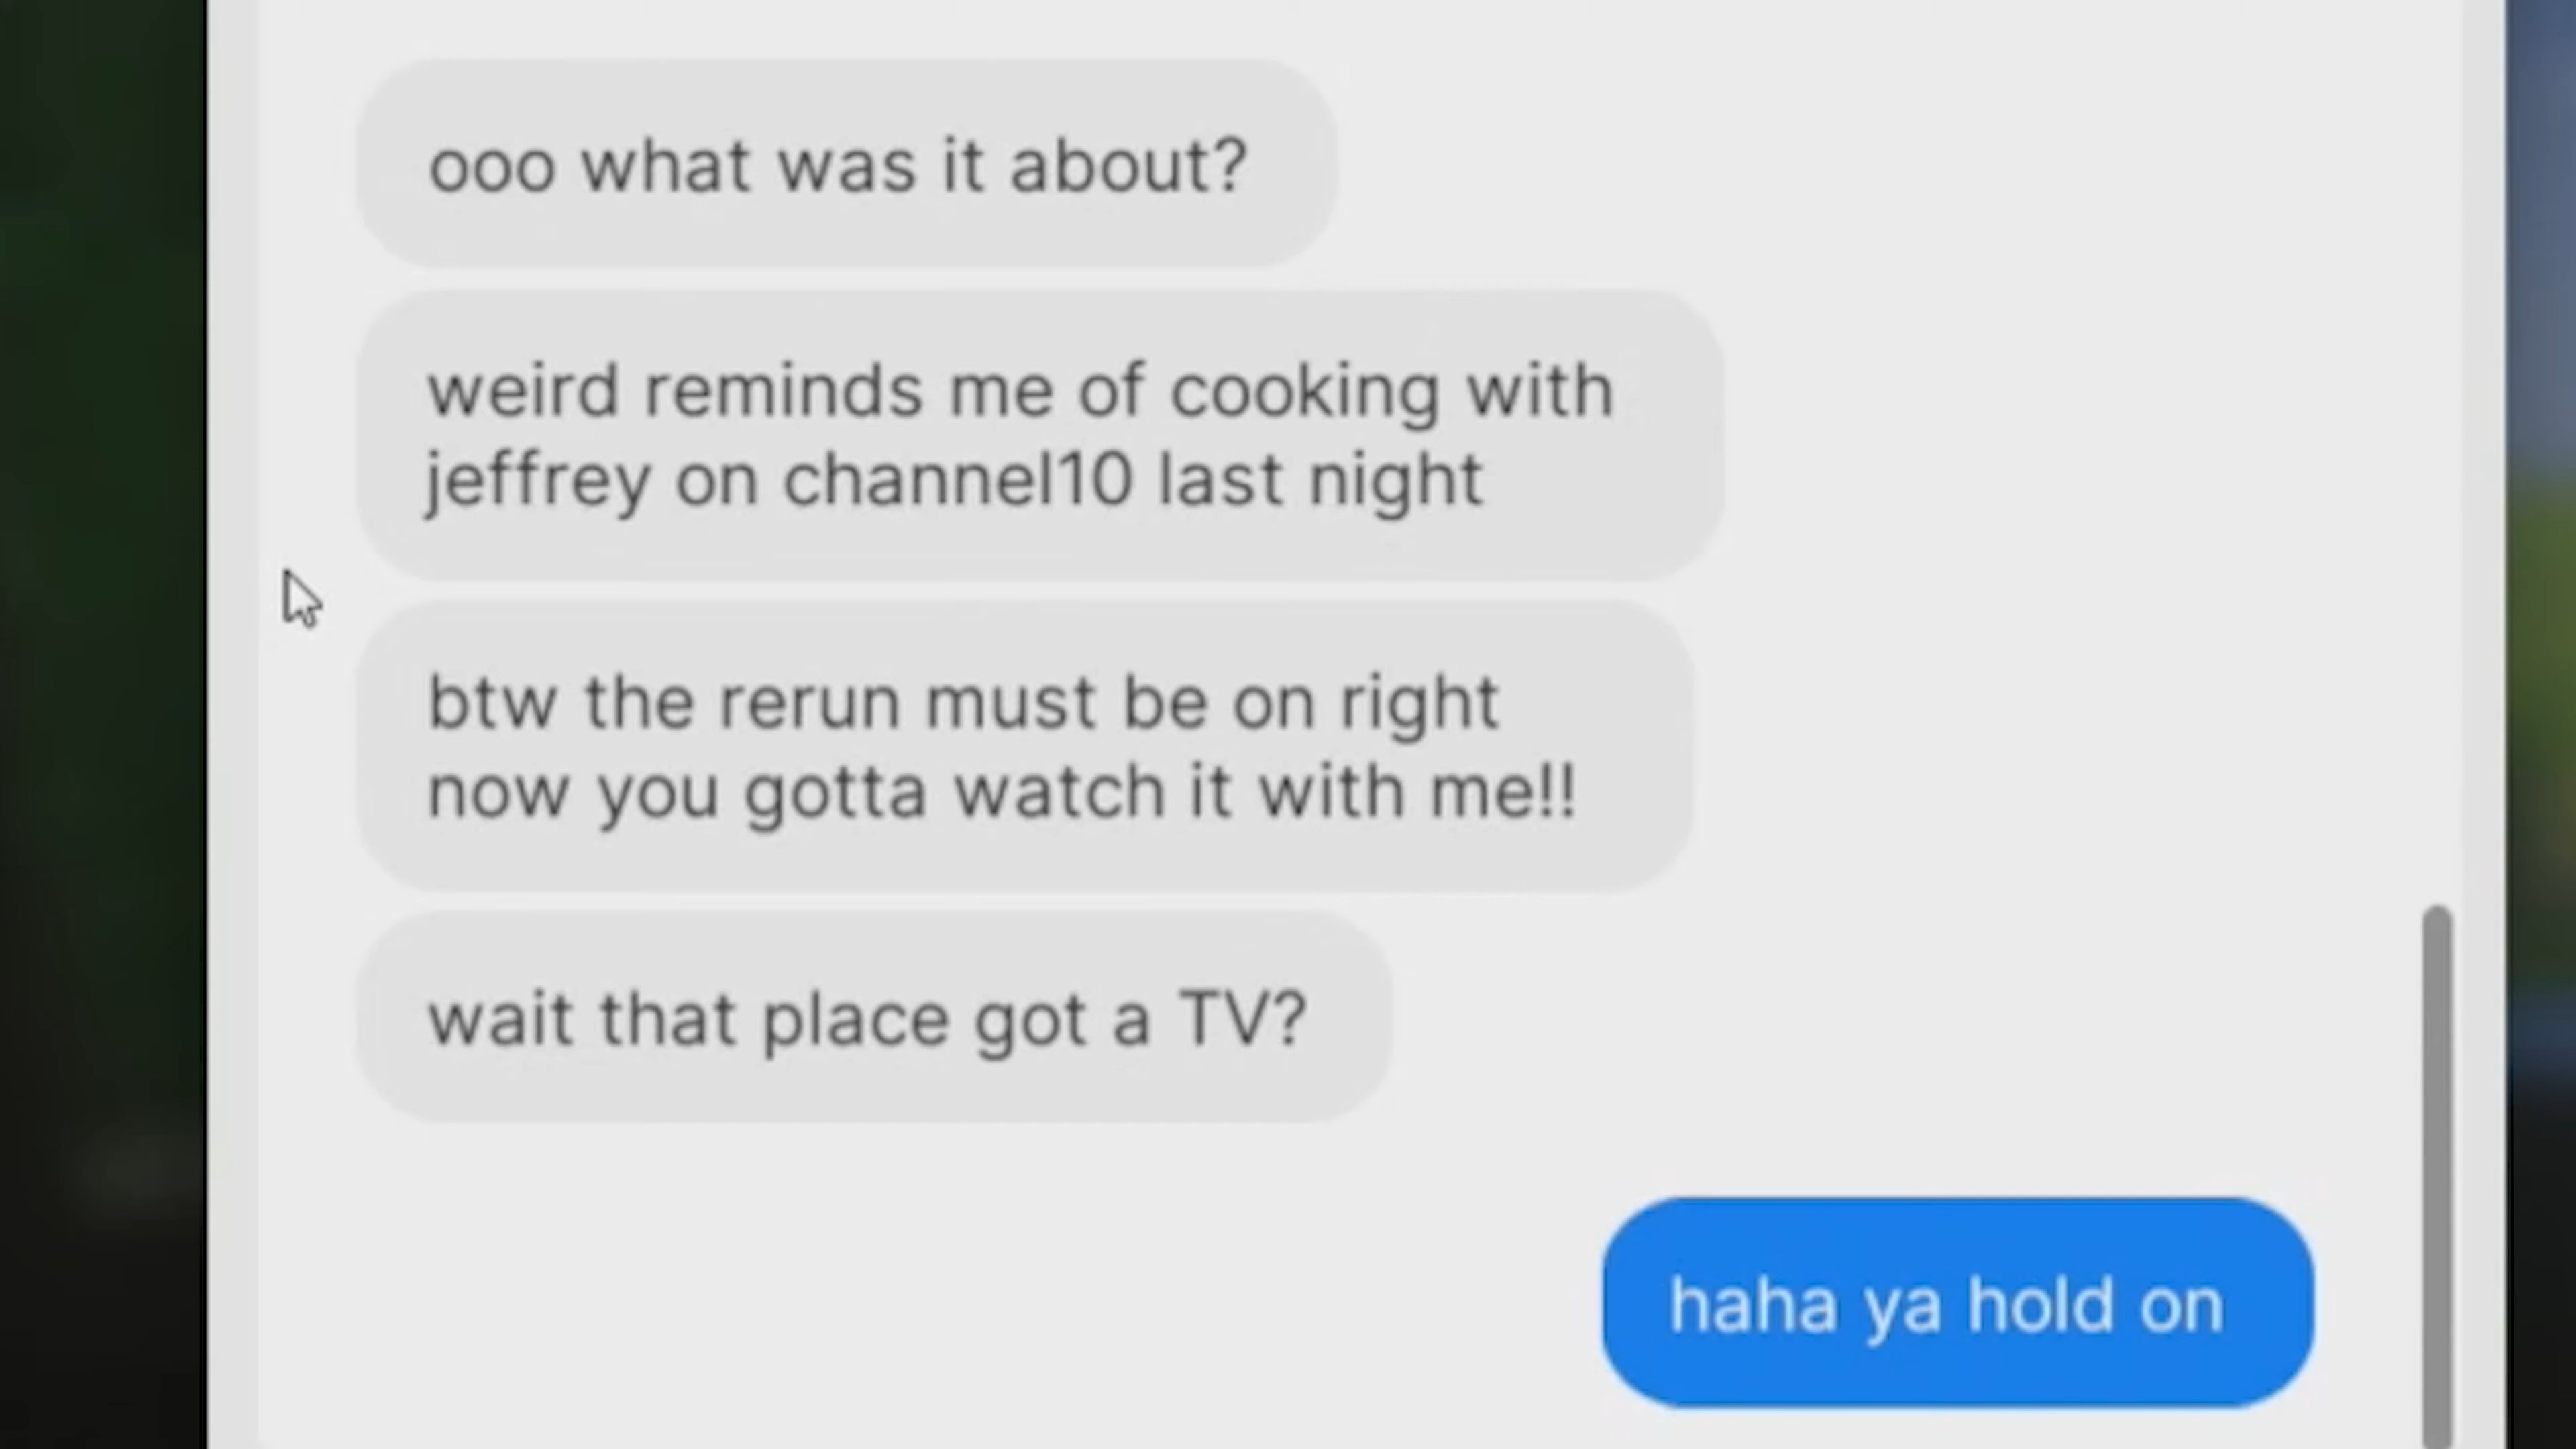 ooo what was it about?
weird reminds me of cooking with
jeffrey on channel10 last night
btw the rerun must be on right
now you gotta watch it with me!!
wait that place got a TV?
haha ya hold on